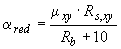 α_red = (μ_xy · R_s,xy) / (R_b + 10)